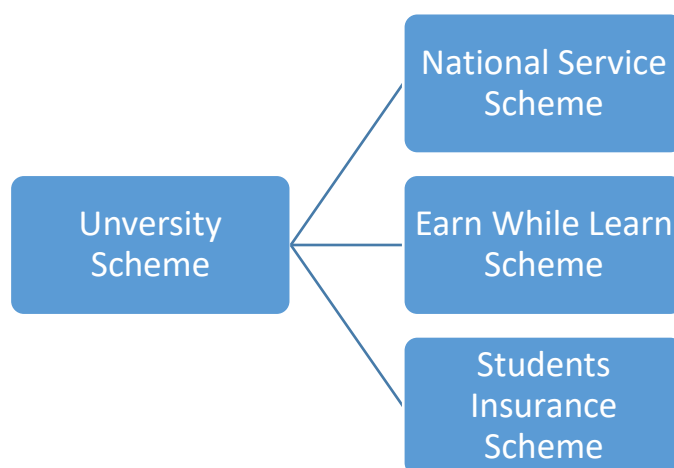 National Service
Scheme
Unversity
Scheme
Earn While Learn
Scheme
Students
Insurance
Scheme